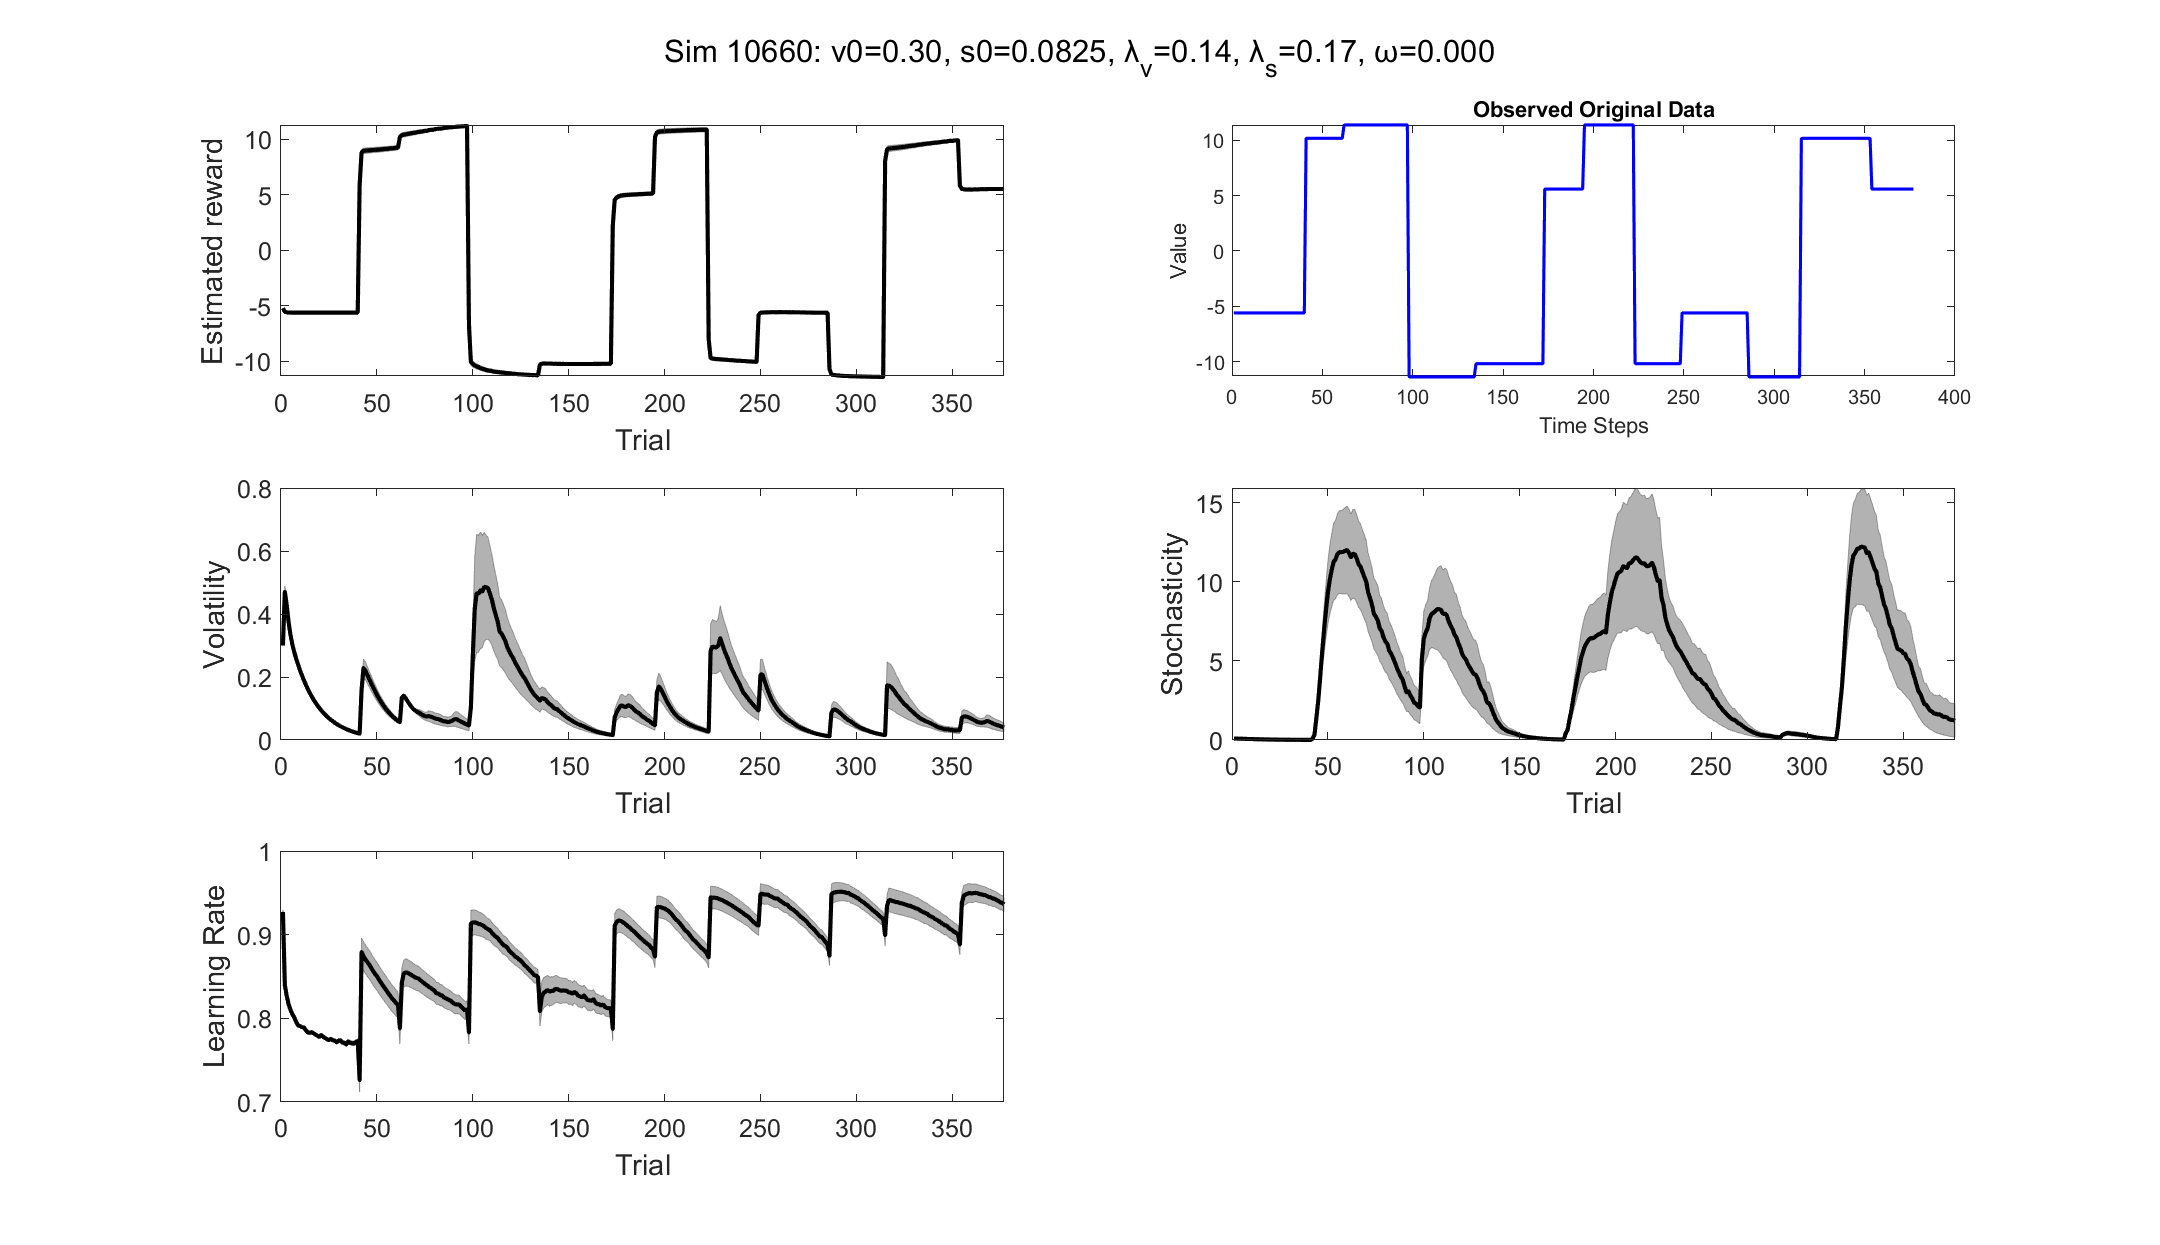 Sim 10660: v0=0.30, s0=0.0825, λ_v=0.14, λ_s=0.17, ω=0.000
Estimated reward
10
5
0
-5
-10
0 50 100 150 200 250 300 350
Trial
Observed Original Data
Value
10
5
0
-5
-10
0 50 100 150 200 250 300 350 400
Time Steps
Volatility
0.8
0.6
0.4
0.2
0
0 50 100 150 200 250 300 350
Trial
Stochasticity
15
10
5
0
0 50 100 150 200 250 300 350
Trial
Learning Rate
1
0.9
0.8
0.7
0 50 100 150 200 250 300 350
Trial